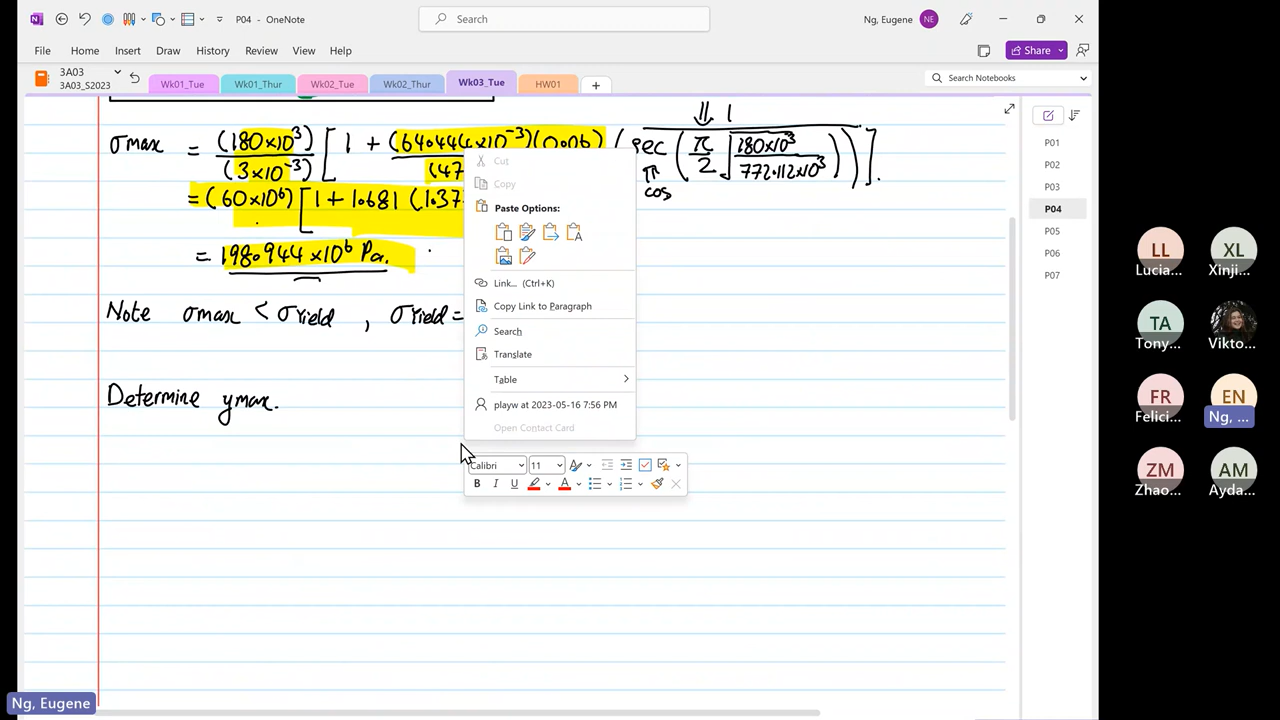 P04 - OneNote
Search
Ng, Eugene
NE
File
Home
Insert
Draw
History
Review
View
Help
Share
3A03
3A03_S2023
Wk01_Tue
Wk01_Thur
Wk02_Tue
Wk02_Thur
Wk03_Tue
HW01
+
Search Notebooks
P01
P02
P03
P04
P05
P06
P07
⇓ 1
σmax = (180×10³)/(3×10⁻³) [ 1 + (64.444×10⁻³)(0.06)/(47 ( sec ( π/2 √(180×10³/772.112×10³) ) ) ].
cos
= (60×10⁶) [ 1 + 1.681 (1.37
= 198.944 ×10⁶ Pa.
Note σmax < σYield , σYield =
Determine ymax.
Cut
Copy
Paste Options:
Link... (Ctrl+K)
Copy Link to Paragraph
Search
Translate
Table
playw at 2023-05-16 7:56 PM
Open Contact Card
Calibri
11
B I U A
LL
Lucia...
XL
Xinji...
TA
Tony...
Vikto...
FR
Felici...
EN
Ng, ...
ZM
Zhao...
AM
Ayda...
Ng, Eugene